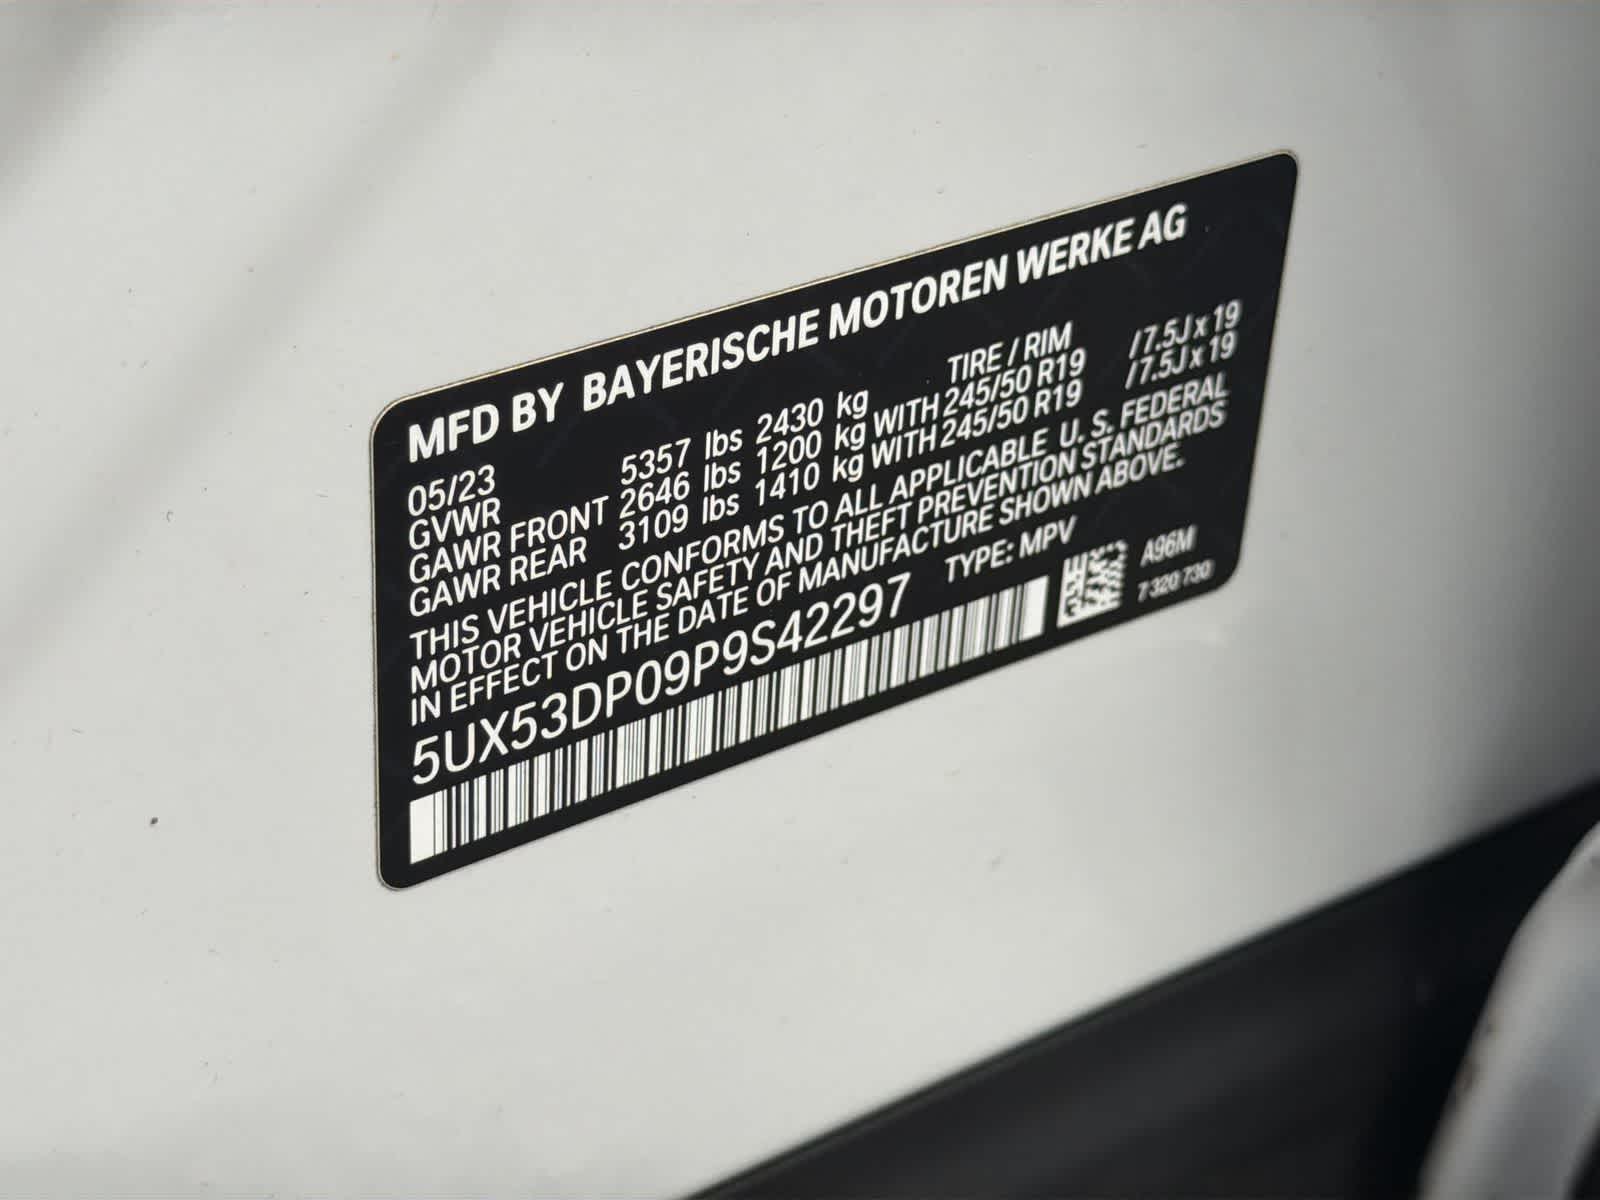 MFD BY BAYERISCHE MOTOREN WERKE AG
05/23 TIRE / RIM
GVWR 5357 lbs 2430 kg
GAWR FRONT 2646 lbs 1200 kg WITH 245/50 R19 / 7.5J x 19
GAWR REAR 3109 lbs 1410 kg WITH 245/50 R19 / 7.5J x 19
THIS VEHICLE CONFORMS TO ALL APPLICABLE U. S. FEDERAL
MOTOR VEHICLE SAFETY AND THEFT PREVENTION STANDARDS
IN EFFECT ON THE DATE OF MANUFACTURE SHOWN ABOVE.
5UX53DP09P9S42297 TYPE: MPV
A96M
7 320 730